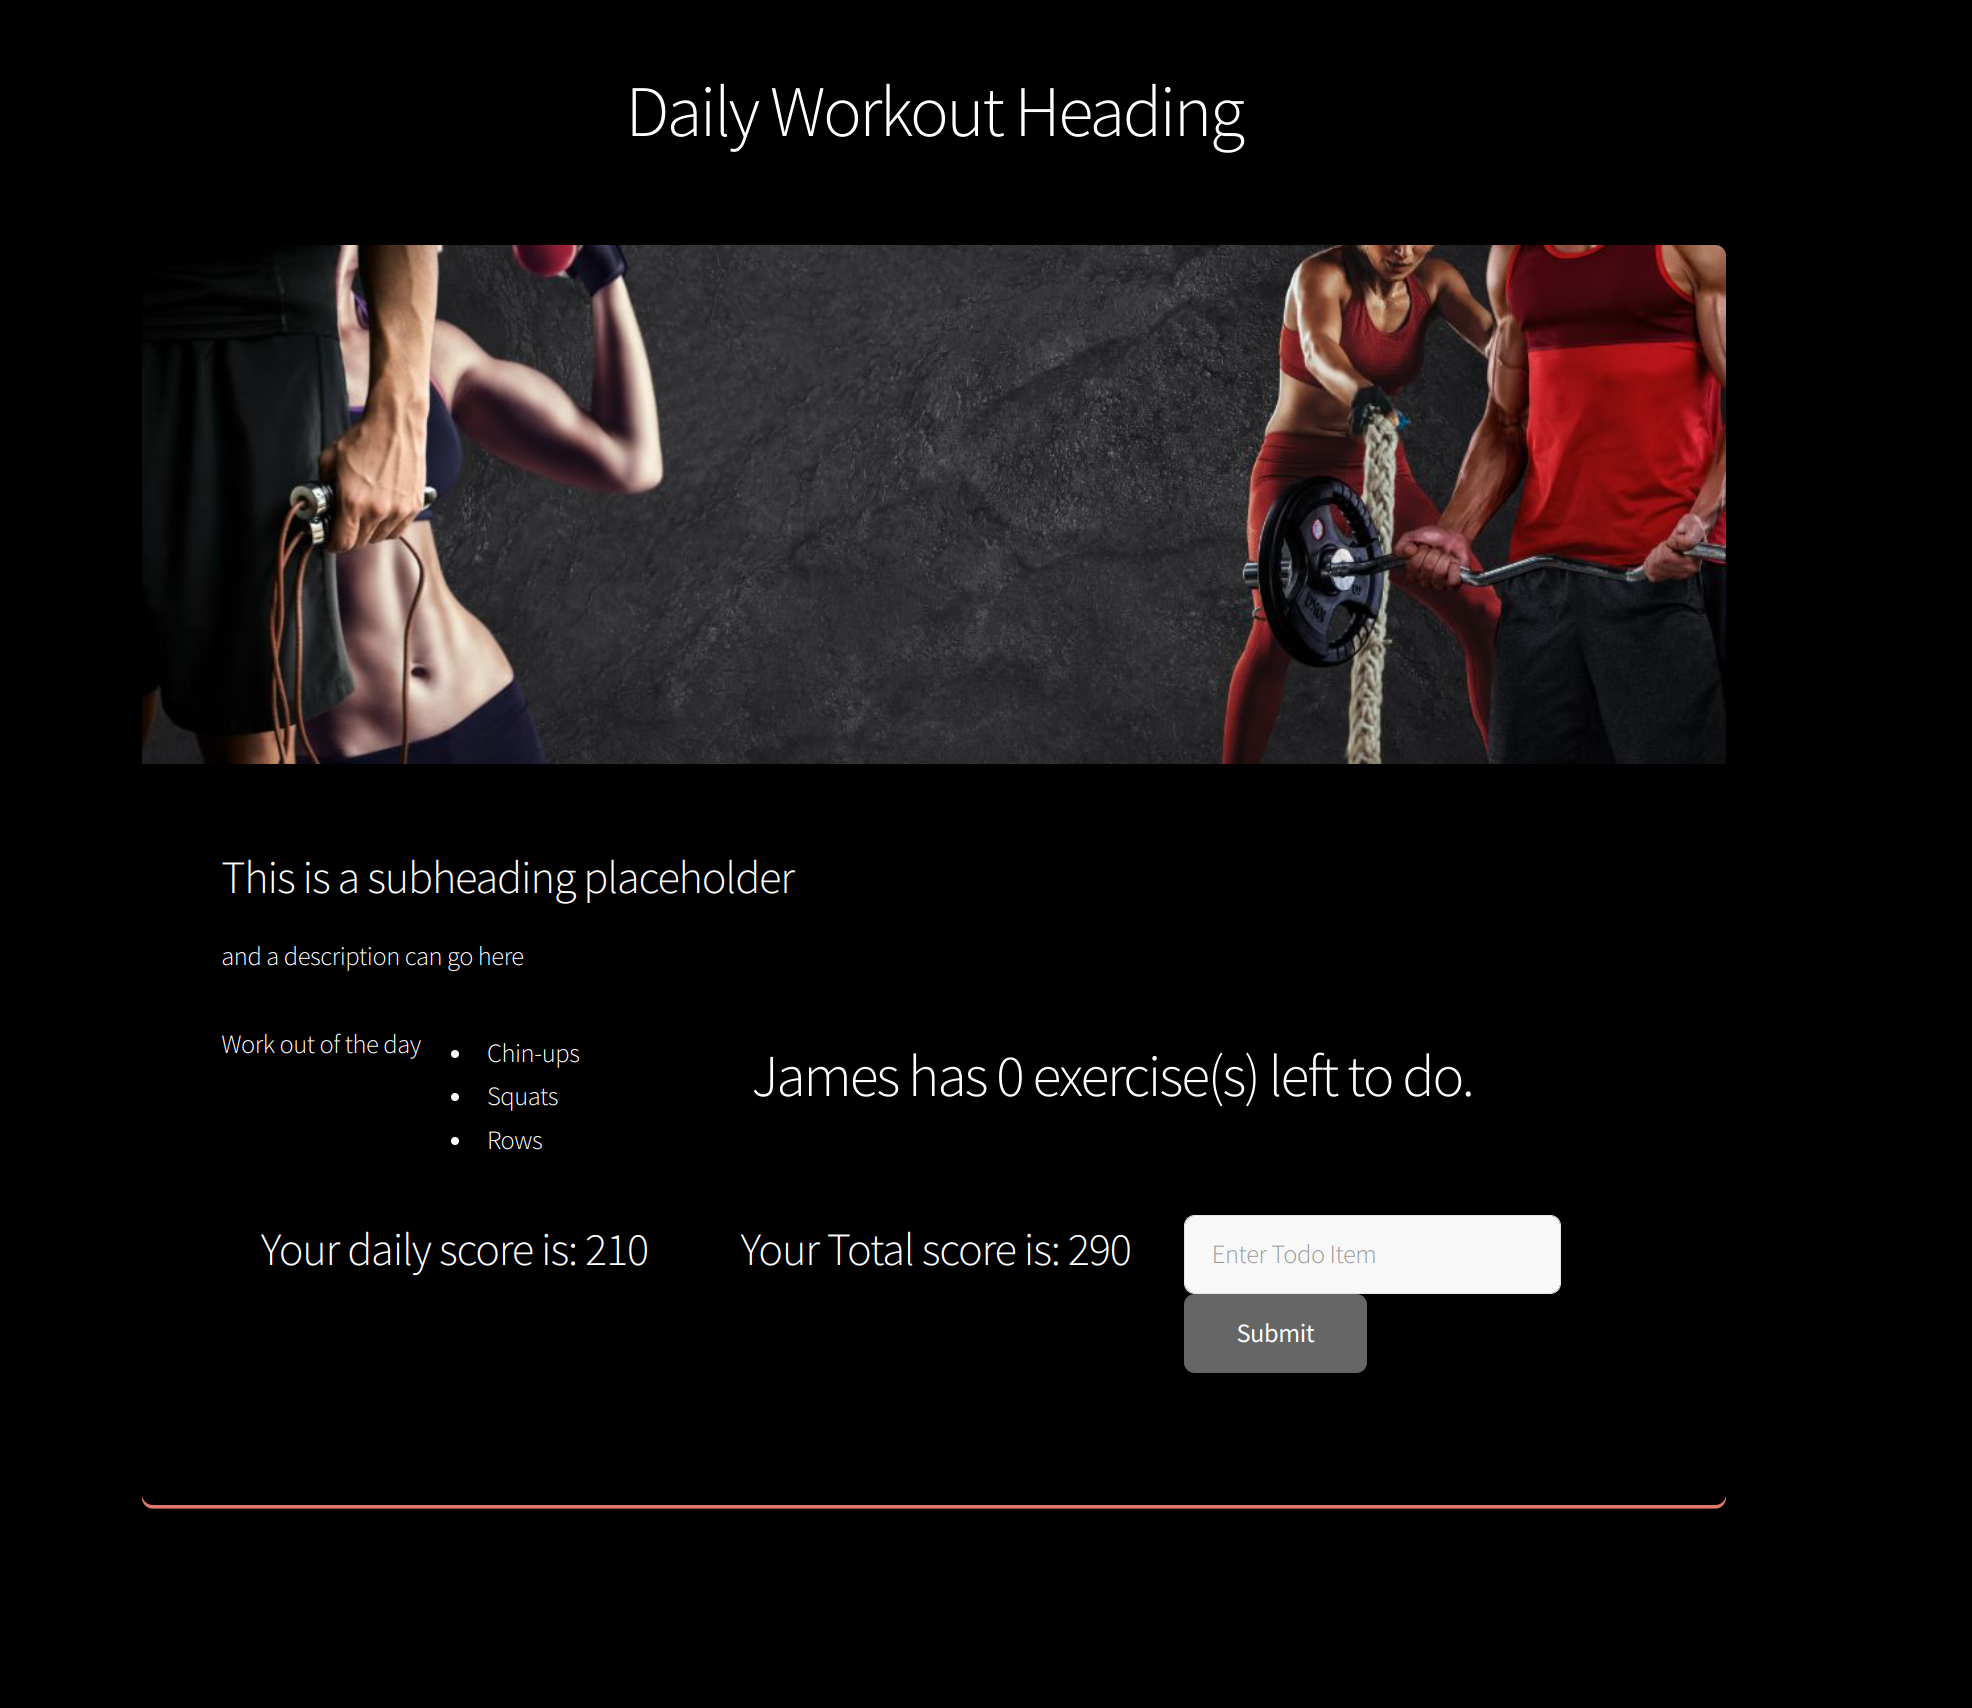 Daily Workout Heading
This is a subheading placeholder
and a description can go here
Work out of the day
Chin-ups
Squats
Rows
James has 0 exercise(s) left to do.
Your daily score is: 210
Your Total score is: 290
Enter Todo Item
Submit